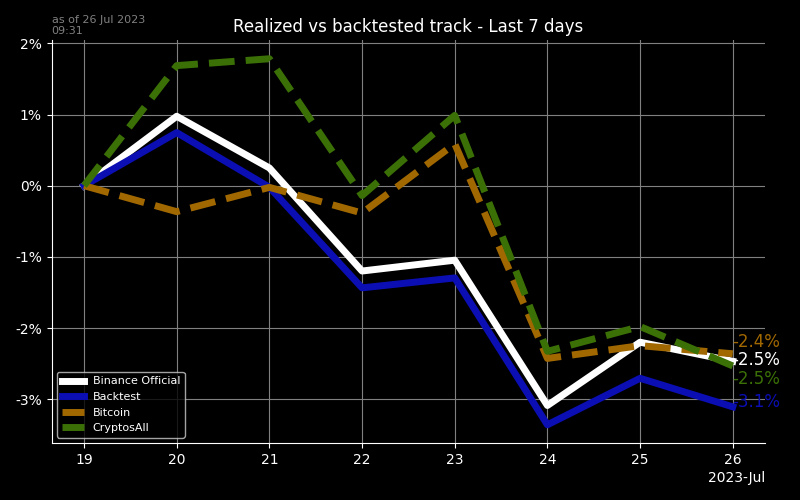 as of 26 Jul 2023
09:31
Realized vs backtested track - Last 7 days
2%
1%
0%
-1%
-2%
-3%
-2.4%
-2.5%
-2.5%
-3.1%
Binance Official
Backtest
Bitcoin
CryptosAll
19 20 21 22 23 24 25 26
2023-Jul